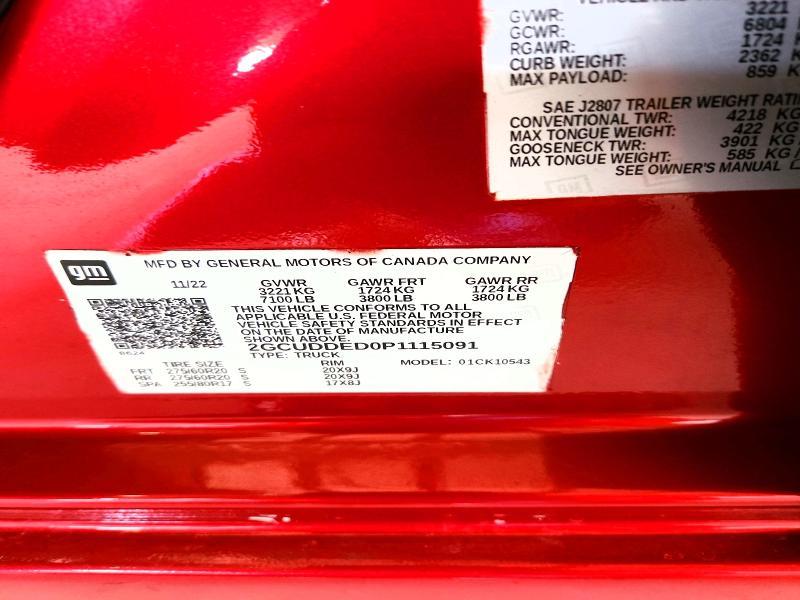 GVWR: 3221
GCWR: 6804 K
RGAWR: 1724 K
CURB WEIGHT: 2362 K
MAX PAYLOAD: 859 K
SAE J2807 TRAILER WEIGHT RATI
CONVENTIONAL TWR: 4218 KG
MAX TONGUE WEIGHT: 422 KG
GOOSENECK TWR: 3901 KG
MAX TONGUE WEIGHT: 585 KG /
SEE OWNER'S MANUAL
gm
MFD BY GENERAL MOTORS OF CANADA COMPANY
11/22 GVWR GAWR FRT GAWR RR
3221 KG 1724 KG 1724 KG
7100 LB 3800 LB 3800 LB
THIS VEHICLE CONFORMS TO ALL
APPLICABLE U.S. FEDERAL MOTOR
VEHICLE SAFETY STANDARDS IN EFFECT
ON THE DATE OF MANUFACTURE
SHOWN ABOVE.
2GCUDDED0P1115091
8624 TYPE: TRUCK
TIRE SIZE RIM MODEL: 01CK10543
FRT 275/60R20 S 20X9J
RR 275/60R20 S 20X9J
SPA 255/80R17 S 17X8J